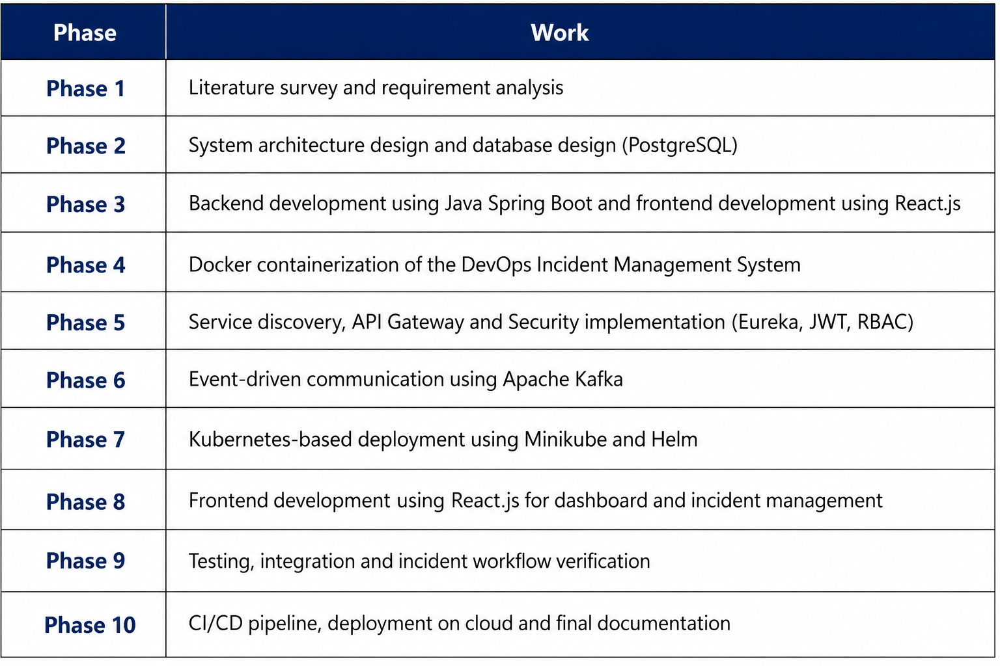 Phase Work
Phase 1 Literature survey and requirement analysis
Phase 2 System architecture design and database design (PostgreSQL)
Phase 3 Backend development using Java Spring Boot and frontend development using React.js
Phase 4 Docker containerization of the DevOps Incident Management System
Phase 5 Service discovery, API Gateway and Security implementation (Eureka, JWT, RBAC)
Phase 6 Event-driven communication using Apache Kafka
Phase 7 Kubernetes-based deployment using Minikube and Helm
Phase 8 Frontend development using React.js for dashboard and incident management
Phase 9 Testing, integration and incident workflow verification
Phase 10 CI/CD pipeline, deployment on cloud and final documentation